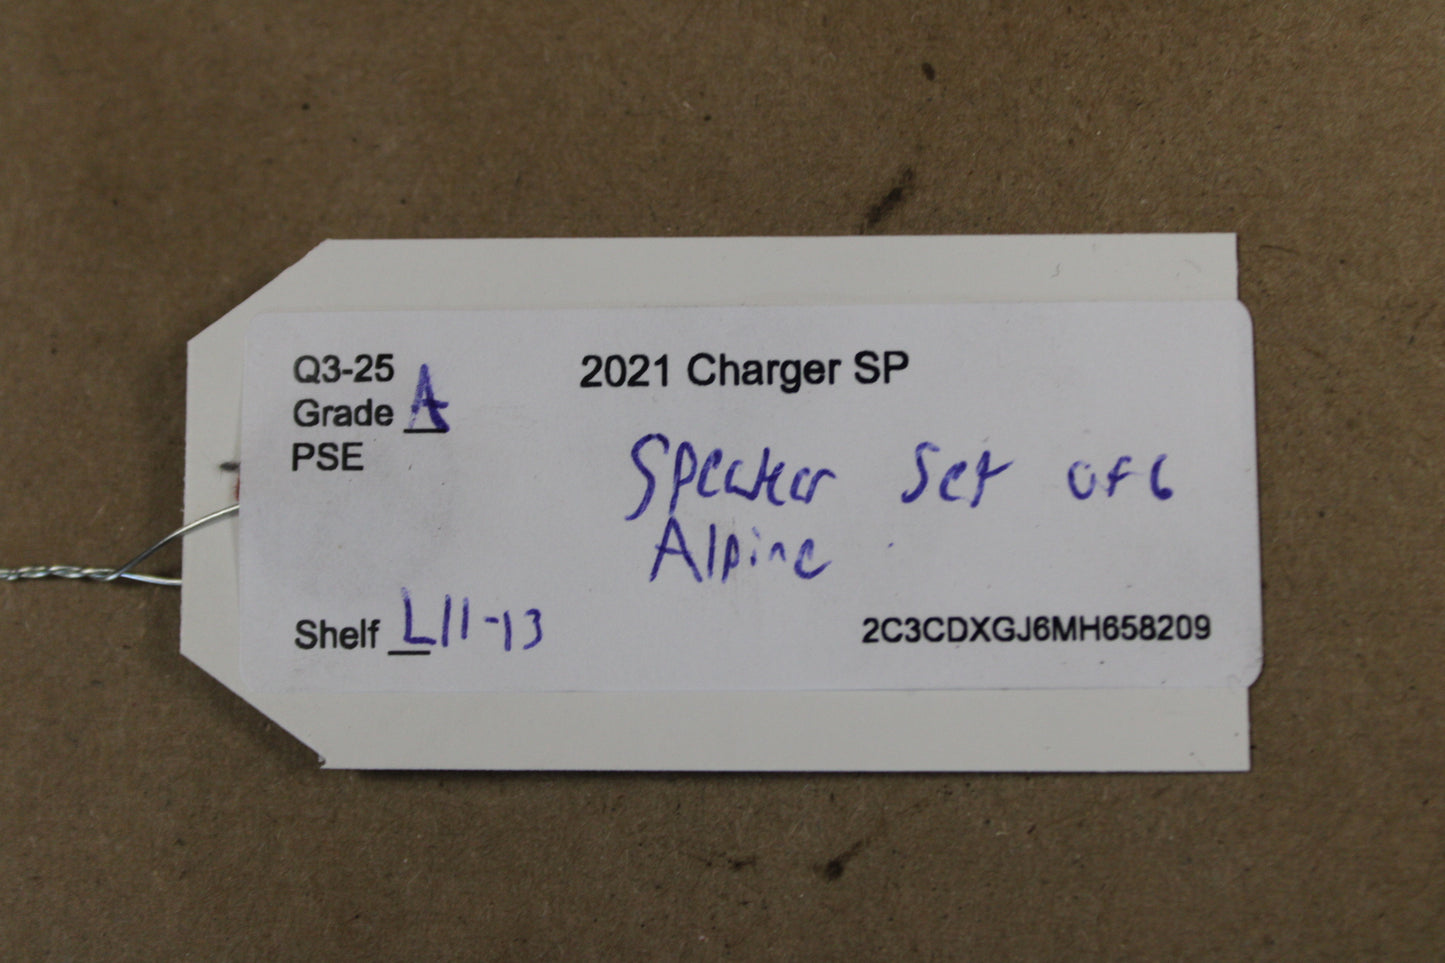 Q3-25
Grade A
PSE
2021 Charger SP
Speaker Set of 6
Alpine
Shelf L11-13
2C3CDXGJ6MH658209